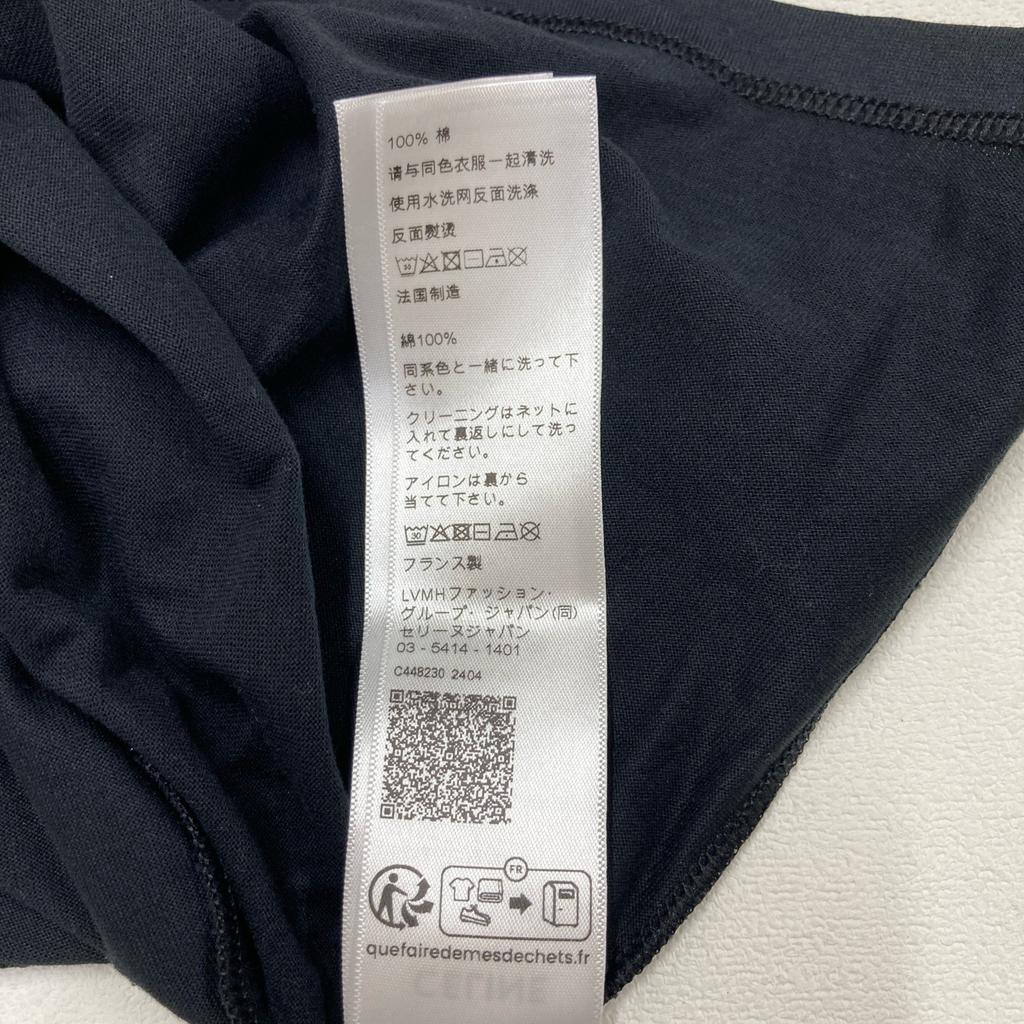 100% 棉
请与同色衣服一起清洗
使用水洗网反面洗涤
反面熨烫
30
法国制造
綿100%
同系色と一緒に洗って下
さい。
クリーニングはネットに
入れて裏返しにして洗っ
てください。
アイロンは裏から
当てて下さい。
30
フランス製
LVMHファッション・
グループ・ジャパン(同)
セリーヌジャパン
03 - 5414 - 1401
C448230 2404
FR
quefairedemesdechets.fr
CELINE